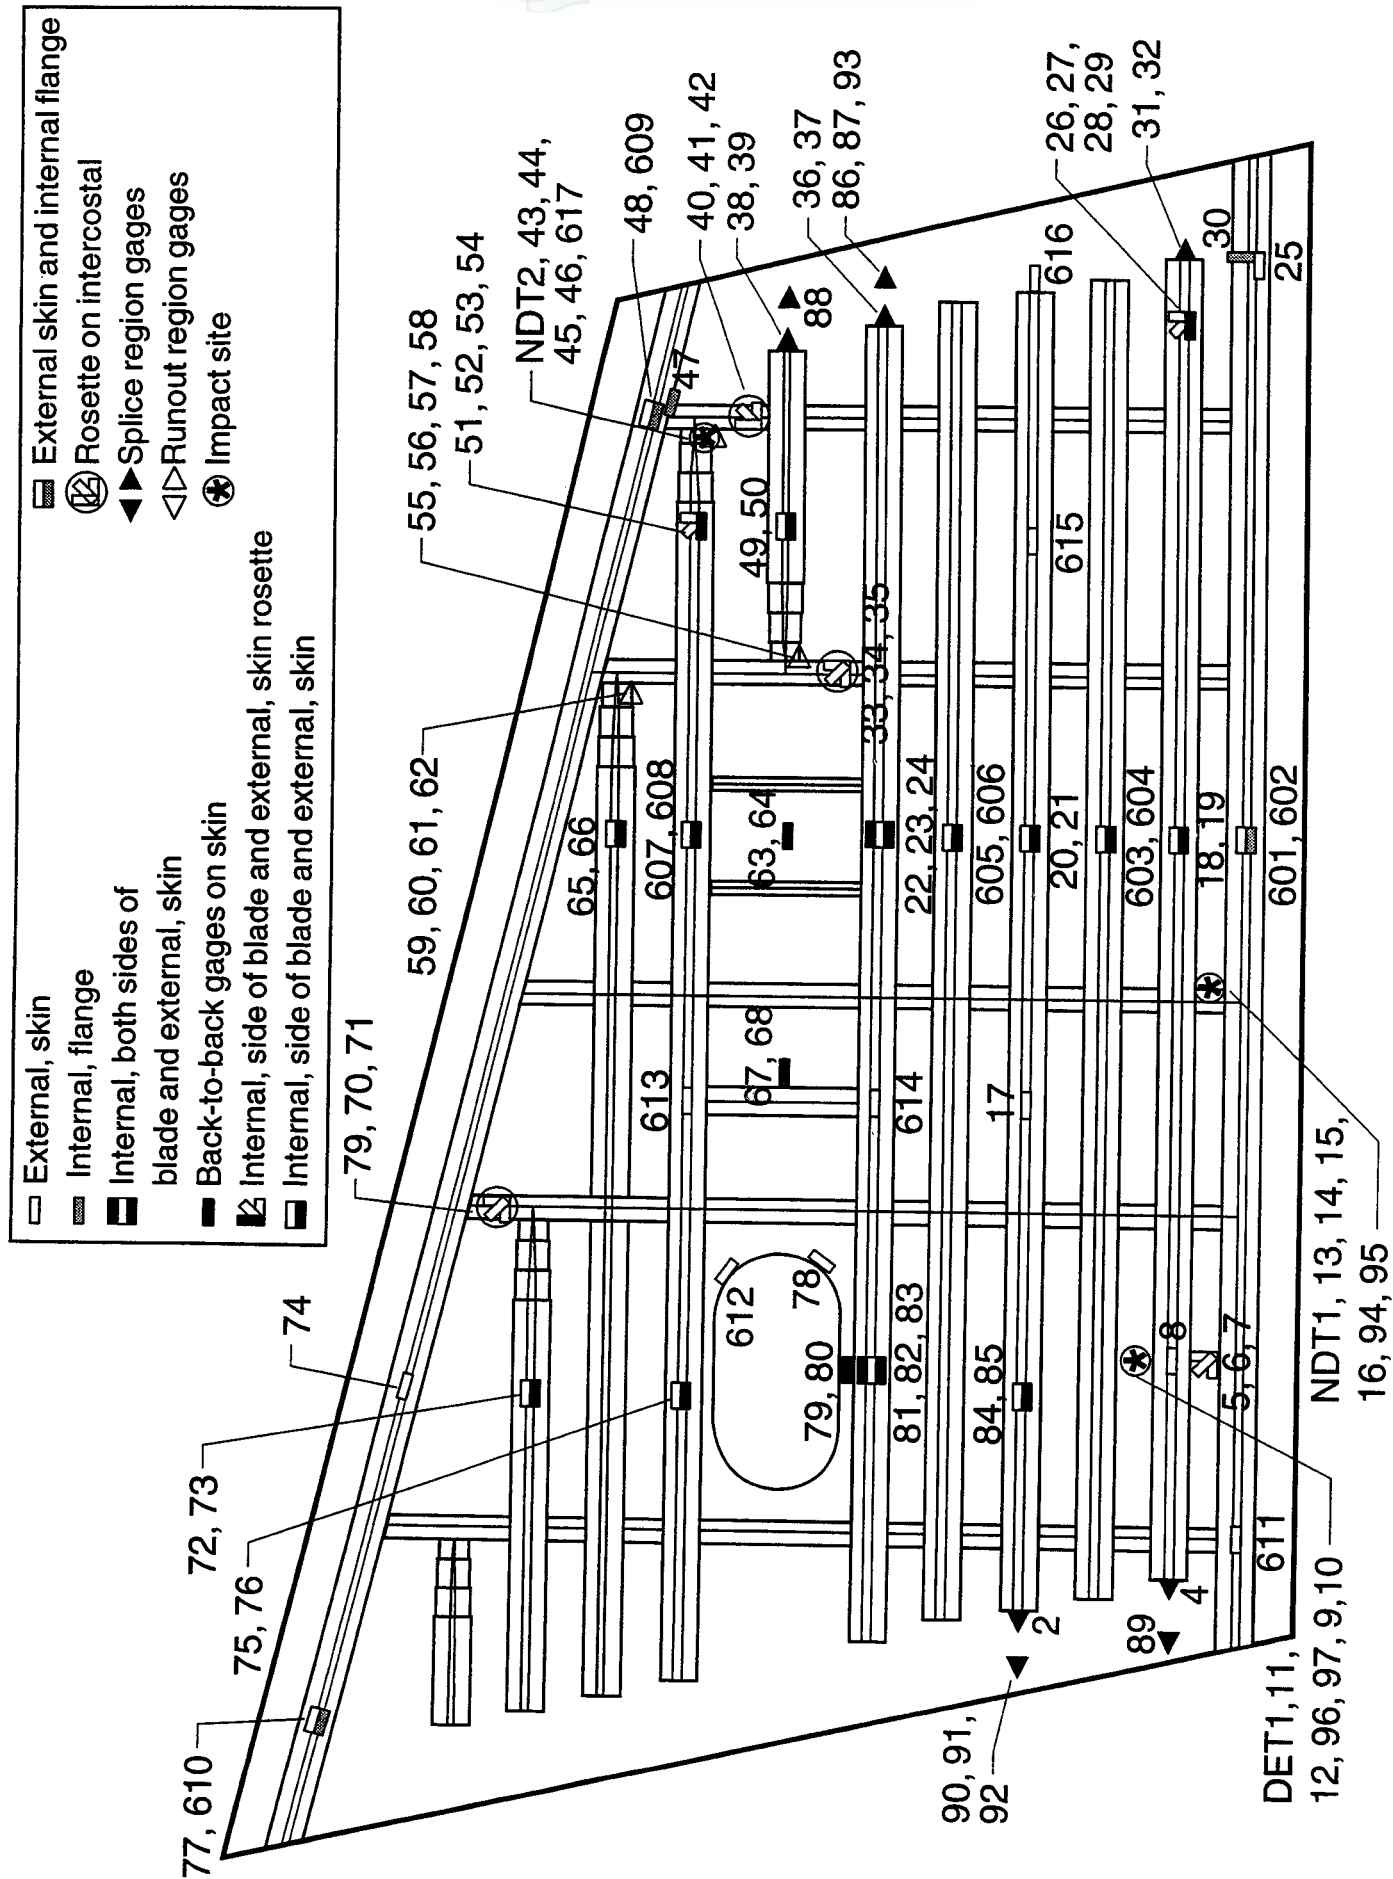 External, skin
Internal, flange
Internal, both sides of
blade and external, skin
Back-to-back gages on skin
Internal, side of blade and external, skin rosette
Internal, side of blade and external, skin
External skin and internal flange
Rosette on intercostal
Splice region gages
Runout region gages
Impact site
77, 610
75, 76
72, 73
74
79, 70, 71
59, 60, 61, 62
55, 56, 57, 58
51, 52, 53, 54
NDT2, 43, 44,
45, 46, 617
48, 609
40, 41, 42
38, 39
36, 37
86, 87, 93
26, 27,
28, 29
31, 32
47
88
49, 50
65, 66
607, 608
63, 64
33, 34, 35
613
67, 68
614
612
78
79, 80
81, 82, 83
22, 23, 24
605, 606
616
615
17
20, 21
84, 85
603, 604
18, 19
8
5, 6, 7
30
25
601, 602
611
2
4
89
90, 91,
92
DET1,11,
12, 96, 97, 9,10
NDT1, 13, 14, 15,
16, 94, 95